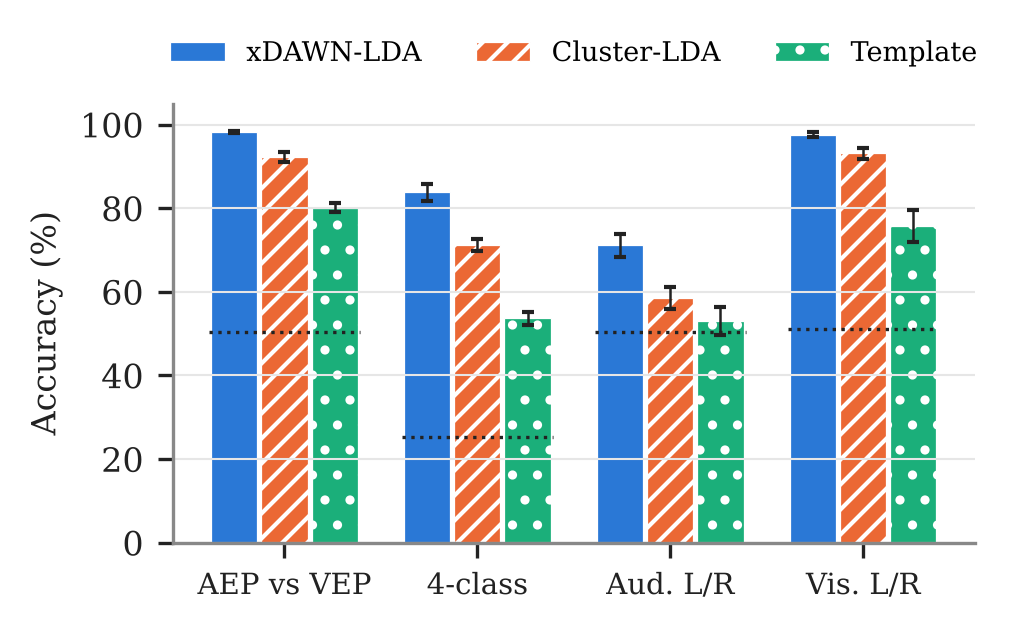 xDAWN-LDA Cluster-LDA Template
Accuracy (%)
100
80
60
40
20
0
AEP vs VEP 4-class Aud. L/R Vis. L/R